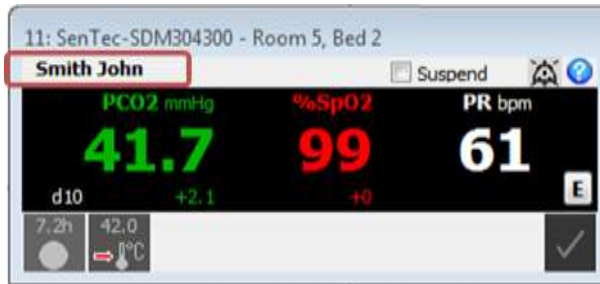 11: SenTec-SDM304300 - Room 5, Bed 2
Smith John Suspend ?
PCO2 mmHg %SpO2 PR bpm
41.7 99 61
d10 +2.1 +0 E
7.2h 42.0
°C